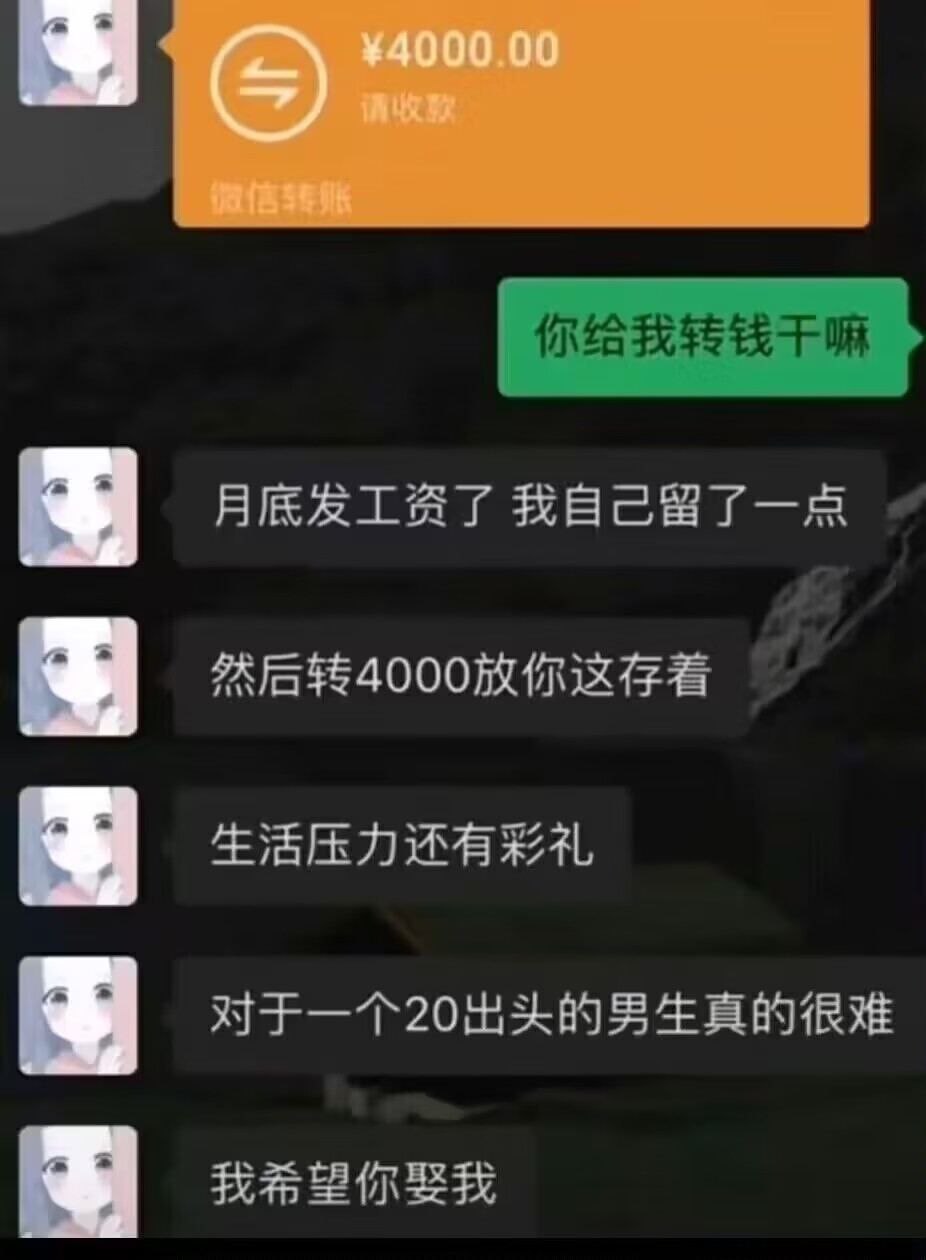 ¥4000.00
请收款
微信转账
你给我转钱干嘛
月底发工资了 我自己留了一点
然后转4000放你这存着
生活压力还有彩礼
对于一个20出头的男生真的很难
我希望你娶我